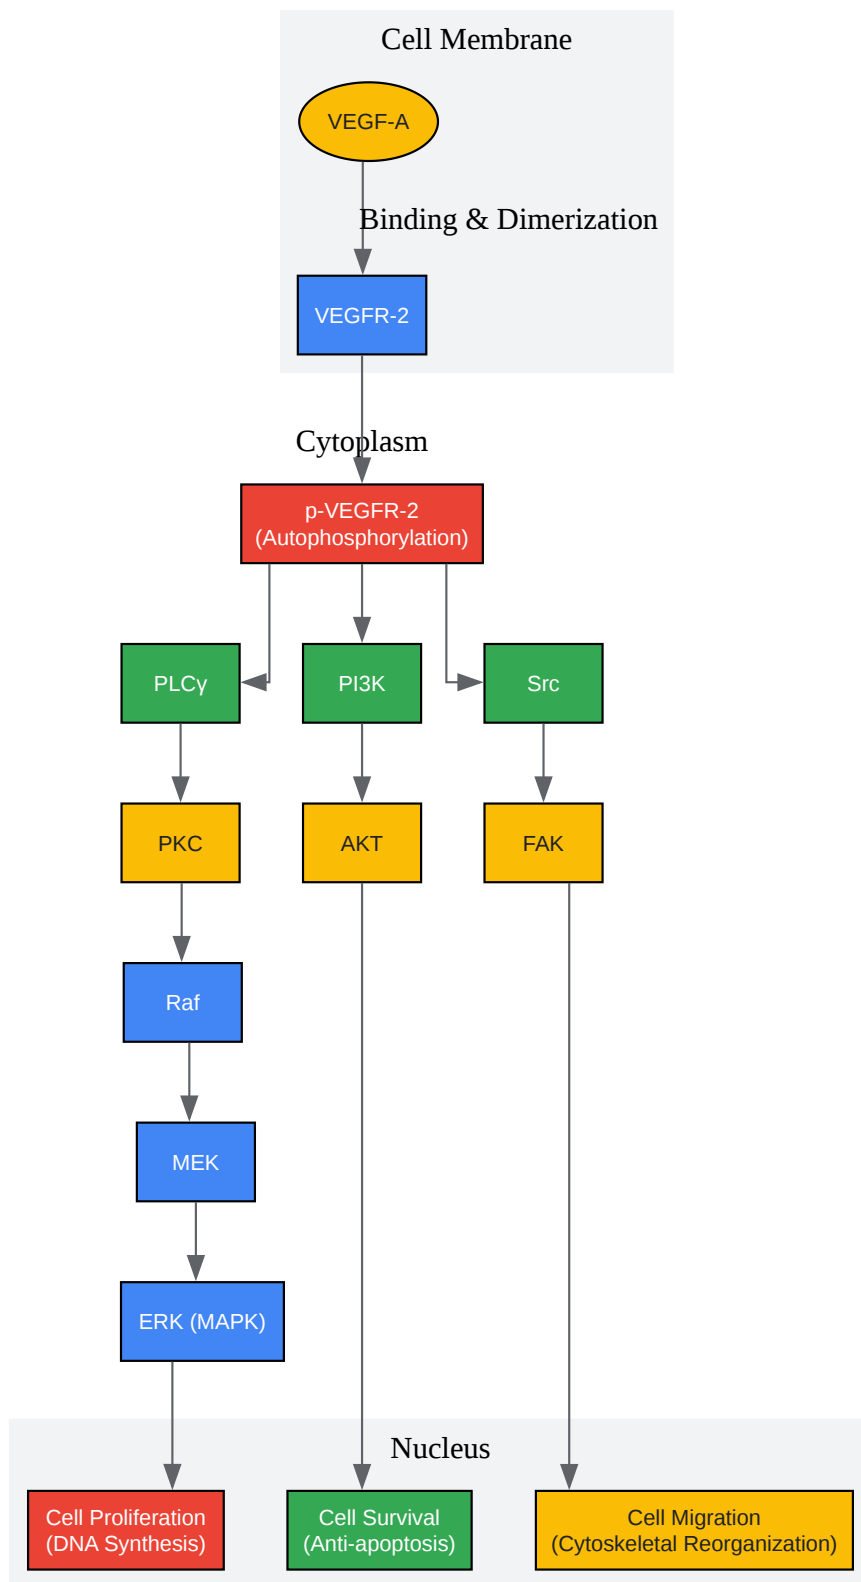 Cell Membrane
VEGF-A
Binding & Dimerization
VEGFR-2
Cytoplasm
p-VEGFR-2
(Autophosphorylation)
PLCγ
PI3K
Src
PKC
AKT
FAK
Raf
MEK
ERK (MAPK)
Nucleus
Cell Proliferation
(DNA Synthesis)
Cell Survival
(Anti-apoptosis)
Cell Migration
(Cytoskeletal Reorganization)